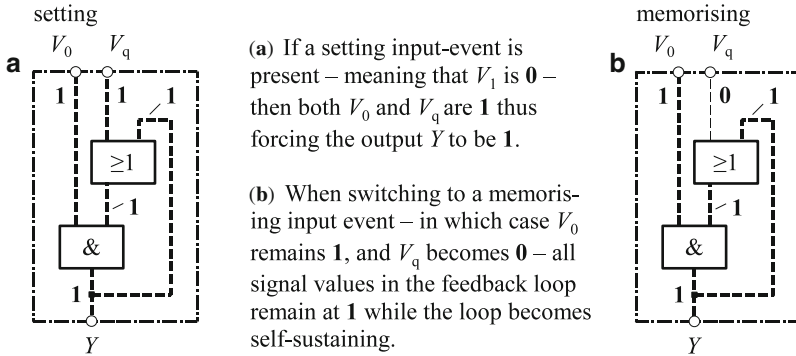 setting
V0 Vq
a
1 1 1
≥1
1
&
1
Y
(a) If a setting input-event is
present – meaning that V1 is 0 –
then both V0 and Vq are 1 thus
forcing the output Y to be 1.
(b) When switching to a memoris-
ing input event – in which case V0
remains 1, and Vq becomes 0 – all
signal values in the feedback loop
remain at 1 while the loop becomes
self-sustaining.
memorising
V0 Vq
b
1 0 1
≥1
1
&
1
Y